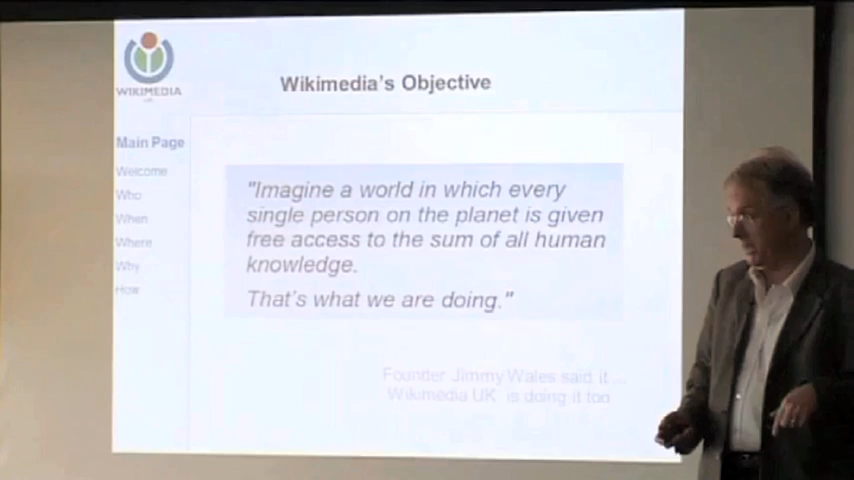 WIKIMEDIA
UK
Wikimedia's Objective
Main Page
Welcome
Who
When
Where
Why
How
"Imagine a world in which every
single person on the planet is given
free access to the sum of all human
knowledge.
That's what we are doing."
Founder Jimmy Wales said it ...
Wikimedia UK is doing it too